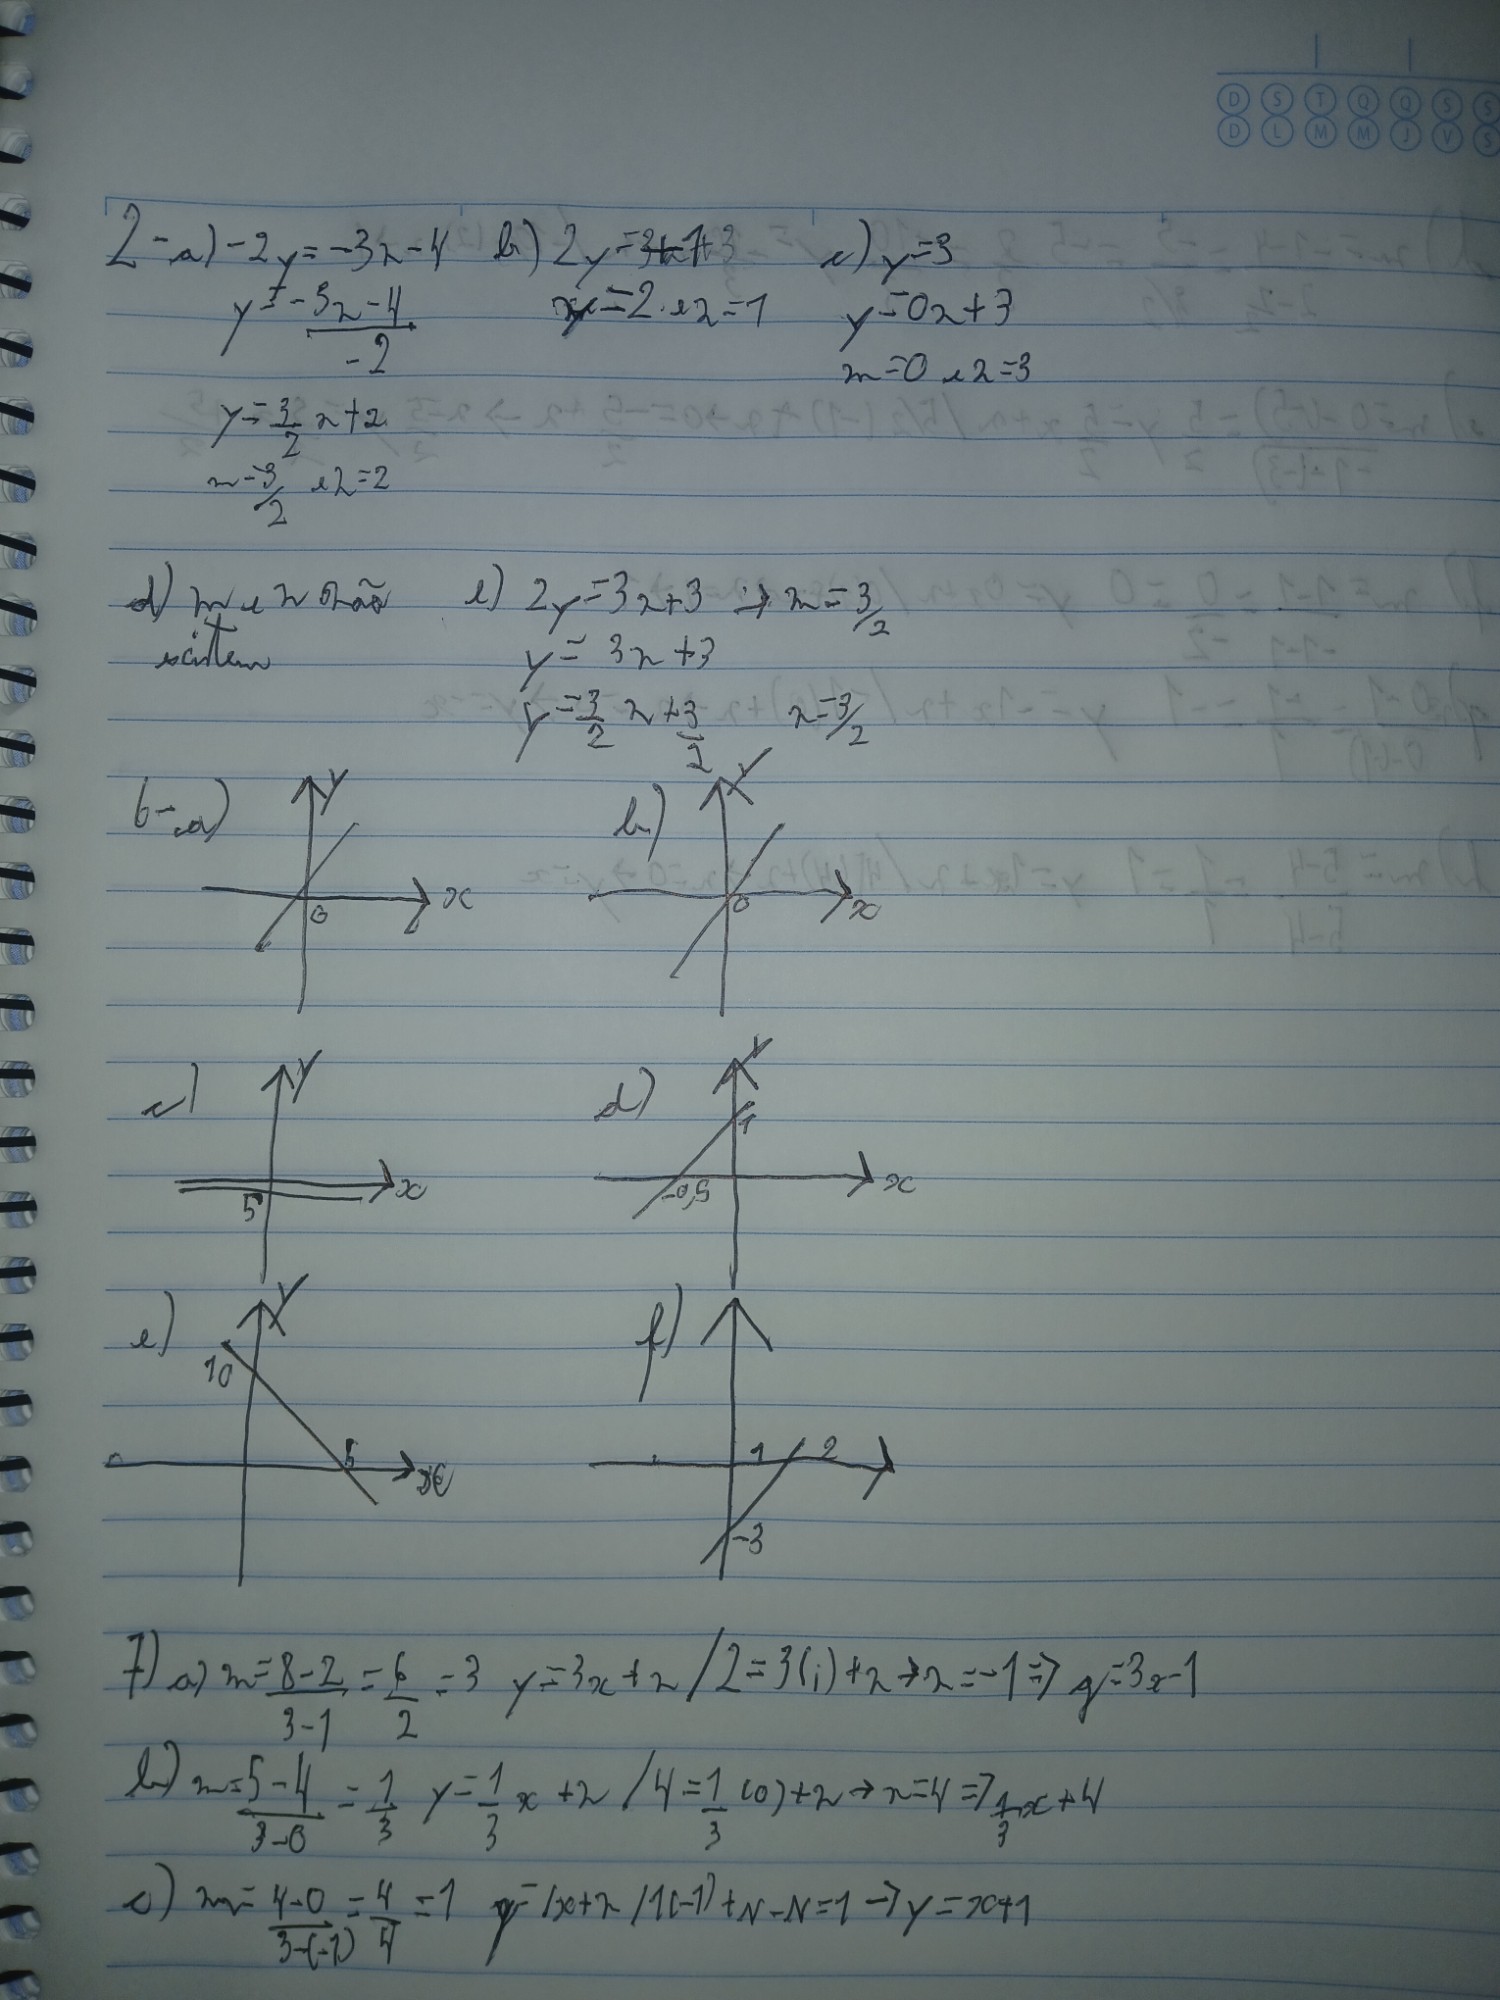 D S T Q Q S S
D L M M J V S
2-a) -2y=-3x-4 b) 2y= c) y=3
y=-3x-4 =2 e n=1 y=0x+3
-2 m=0 e n=3
y=3/2 x+2
m=3/2 e n=2
d) m e n não e) 2y=3x+3 → m=3/2
existem y=3x+3
y=3/2 x+3/2 n=3/2
6-a) y x 0 b) y x 0
c) y x 5 d) y x 1 -0,5
e) y 10 5 x f) 1 2 -3
7) a) m=8-2/3-1=6/2=3 y=3x+n /2=3(1)+n→n=-1⇒y=3x-1
b) m=5-4/3-0=1/3 y=1/3 x+n /4=1/3 (0)+n→n=4⇒1/3 x+4
c) m=4-0/3-(-1)=4/4=1 y=1x+n /1(-1)+N-N=1→y=x+1